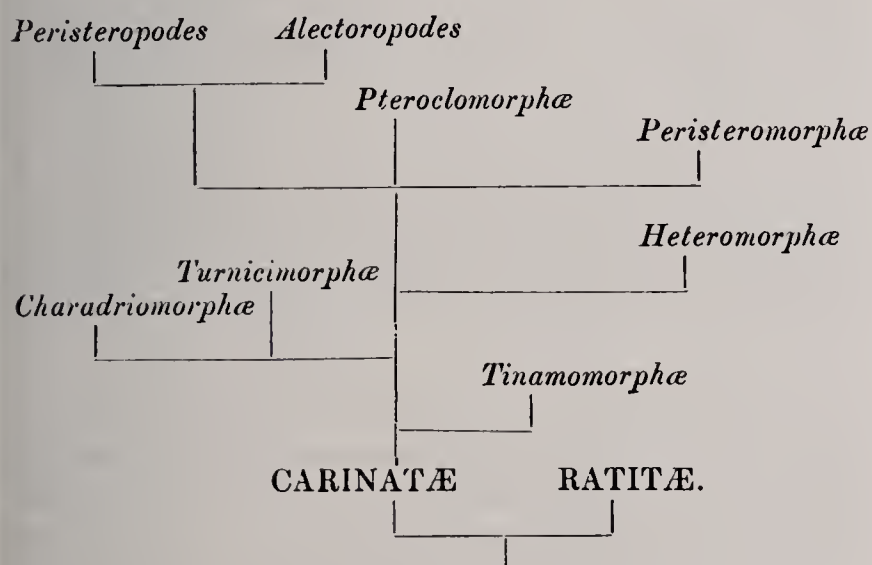 Peristeropodes Alectoropodes
Pteroclomorphæ
Peristeromorphæ
Heteromorphæ
Turnicimorphæ
Charadriomorphæ
Tinamomorphæ
CARINATÆ RATITÆ.